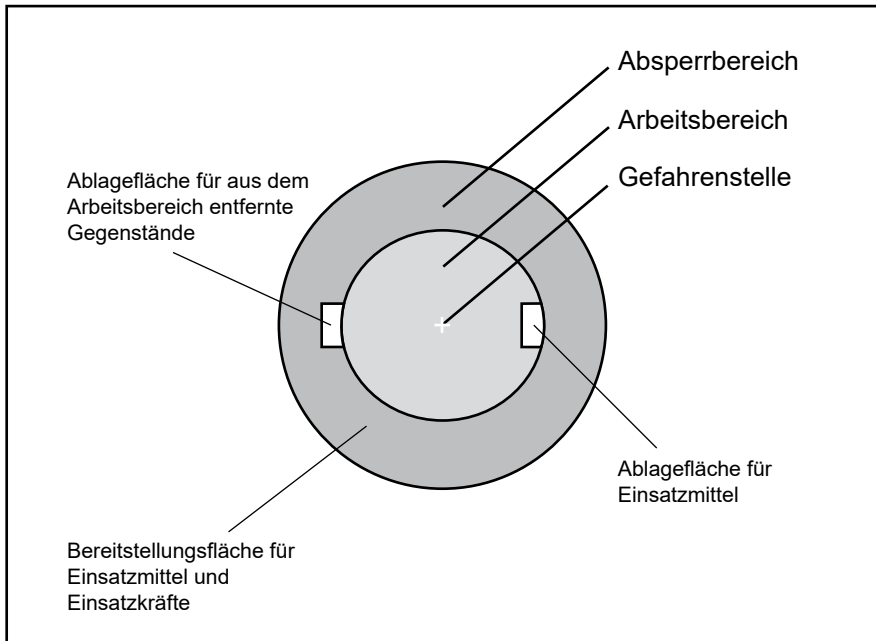 Absperrbereich
Arbeitsbereich
Gefahrenstelle
Ablagefläche für aus dem
Arbeitsbereich entfernte
Gegenstände
Ablagefläche für
Einsatzmittel
Bereitstellungsfläche für
Einsatzmittel und
Einsatzkräfte